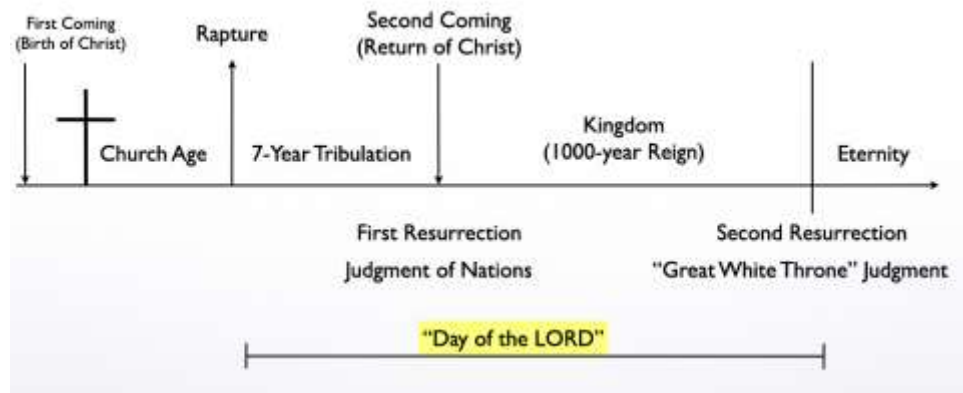 First Coming
(Birth of Christ)
Rapture
Second Coming
(Return of Christ)
Church Age
7-Year Tribulation
Kingdom
(1000-year Reign)
Eternity
First Resurrection
Judgment of Nations
Second Resurrection
“Great White Throne” Judgment
“Day of the LORD”